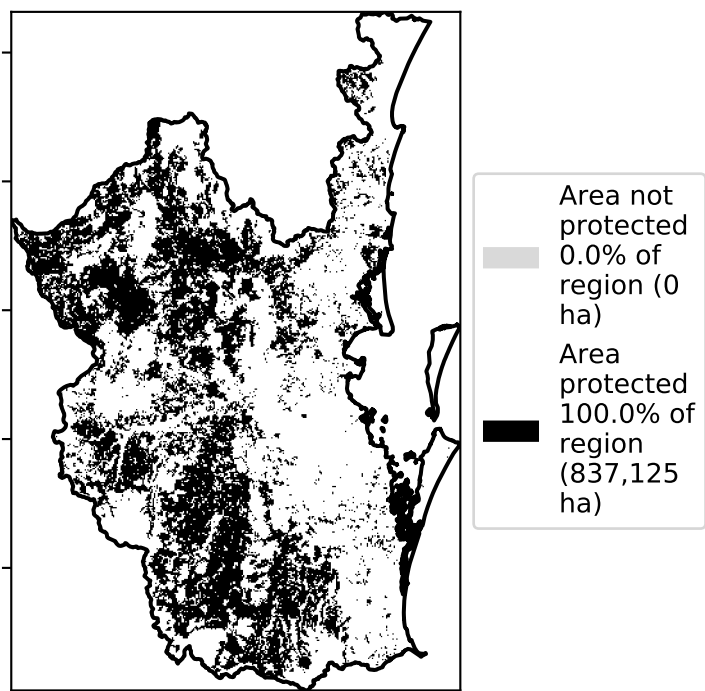 Area not
protected
0.0% of
region (0
ha)
Area
protected
100.0% of
region
(837,125
ha)